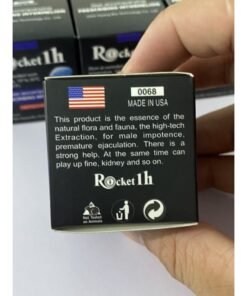 Rocket 1h
0068
MADE IN USA
This product is the essence of the
natural flora and fauna, the high-tech
Extraction, for male impotence,
premature ejaculation. There is a
strong help. At the same time can
play up fine, kidney and so on.
Rocket 1h
Not Tested
on Animals